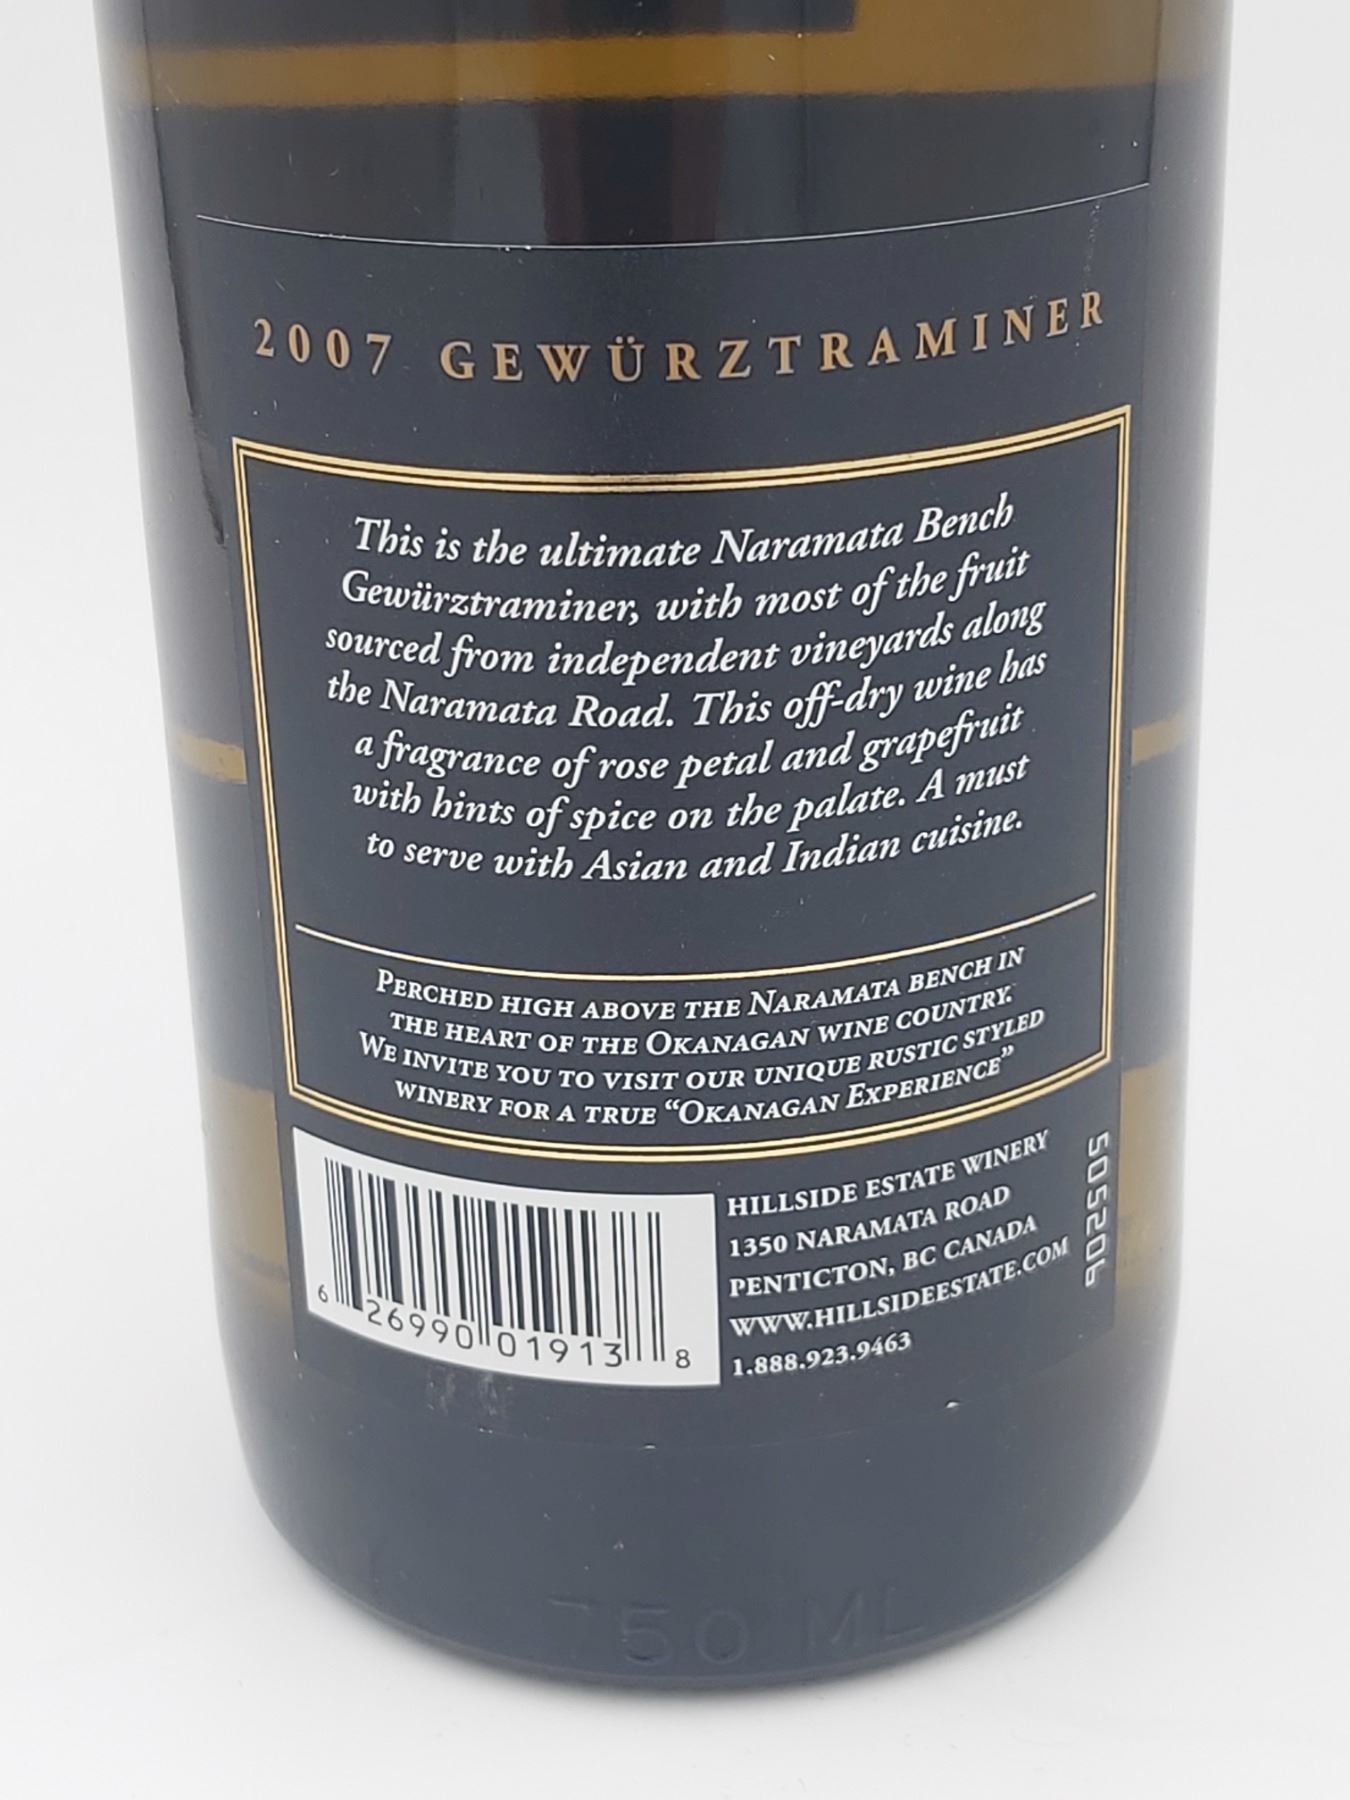 2007 GEWÜRZTRAMINER
This is the ultimate Naramata Bench
Gewürztraminer, with most of the fruit
sourced from independent vineyards along
the Naramata Road. This off-dry wine has
a fragrance of rose petal and grapefruit
with hints of spice on the palate. A must
to serve with Asian and Indian cuisine.
PERCHED HIGH ABOVE THE NARAMATA BENCH IN
THE HEART OF THE OKANAGAN WINE COUNTRY.
WE INVITE YOU TO VISIT OUR UNIQUE RUSTIC STYLED
WINERY FOR A TRUE “OKANAGAN EXPERIENCE”
6 26990 01913 8
HILLSIDE ESTATE WINERY
1350 NARAMATA ROAD
PENTICTON, BC CANADA
WWW.HILLSIDEESTATE.COM
1.888.923.9463
505206
750 ML